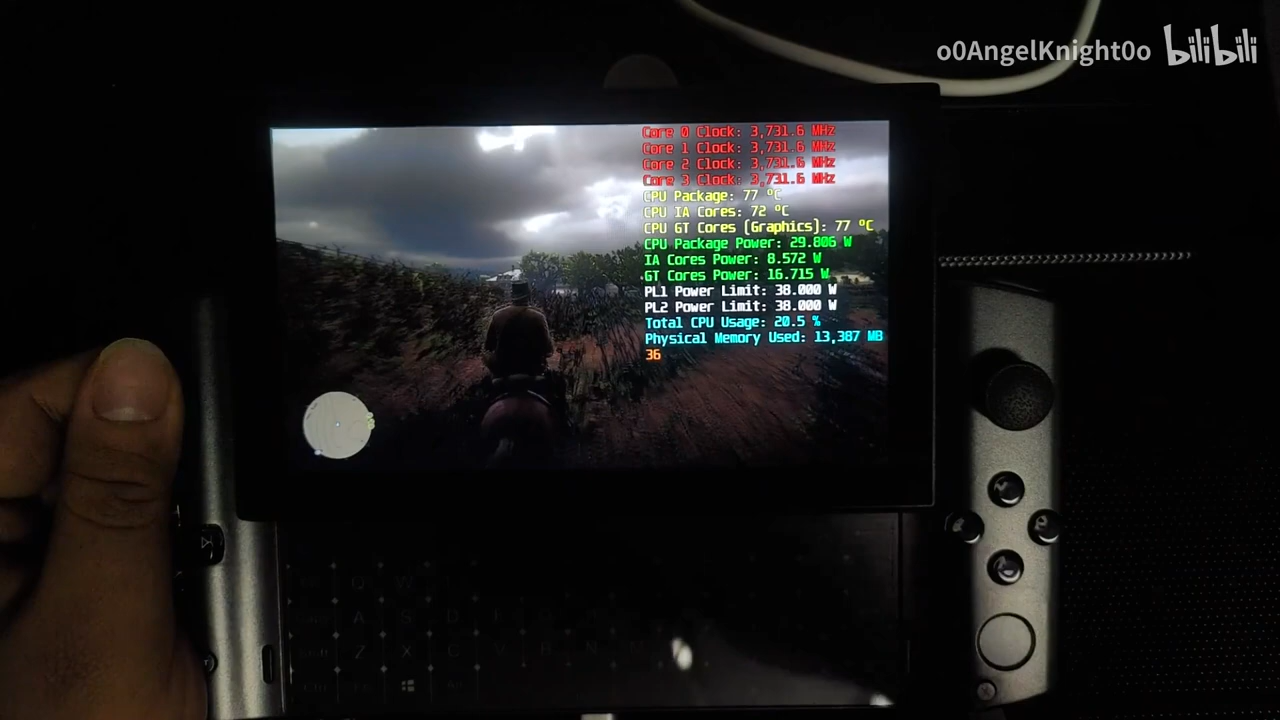 o0AngelKnight0o bilibili
Core 0 Clock: 3,731.6 MHz
Core 1 Clock: 3,731.6 MHz
Core 2 Clock: 3,731.6 MHz
Core 3 Clock: 3,731.6 MHz
CPU Package: 77 ºC
CPU IA Cores: 72 ºC
CPU GT Cores (Graphics): 77 ºC
CPU Package Power: 29.806 W
IA Cores Power: 8.572 W
GT Cores Power: 16.715 W
PL1 Power Limit: 38.000 W
PL2 Power Limit: 38.000 W
Total CPU Usage: 20.5 %
Physical Memory Used: 13,387 MB
36
Q W
A S D
Z X C V B N M